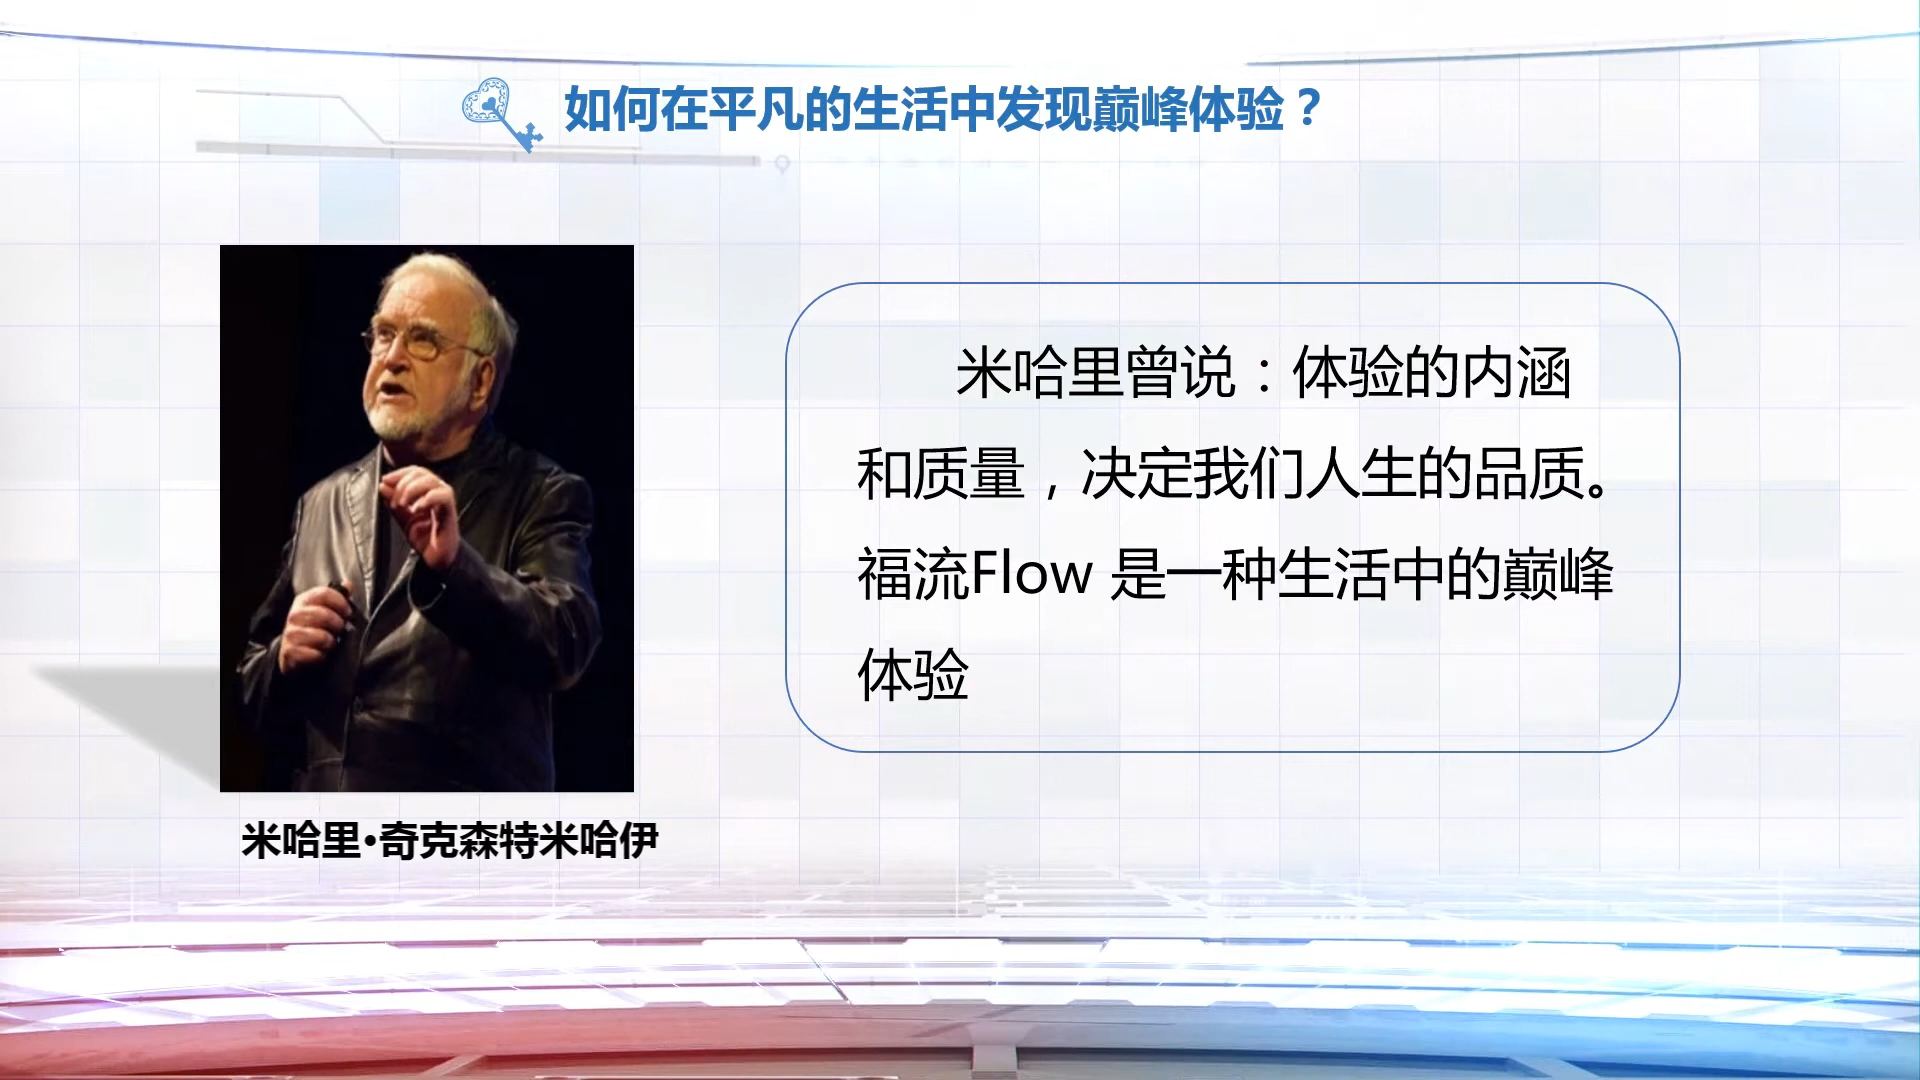 如何在平凡的生活中发现巅峰体验？
米哈里曾说：体验的内涵
和质量，决定我们人生的品质。
福流Flow 是一种生活中的巅峰
体验
米哈里•奇克森特米哈伊